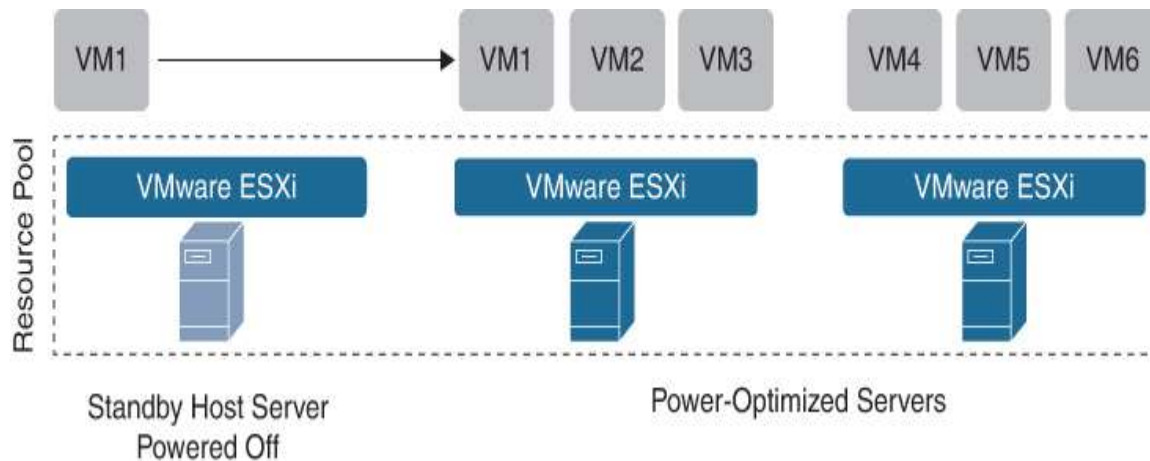 VM1
VM1
VM2
VM3
VM4
VM5
VM6
Resource Pool
VMware ESXi
VMware ESXi
VMware ESXi
Standby Host Server
Powered Off
Power-Optimized Servers